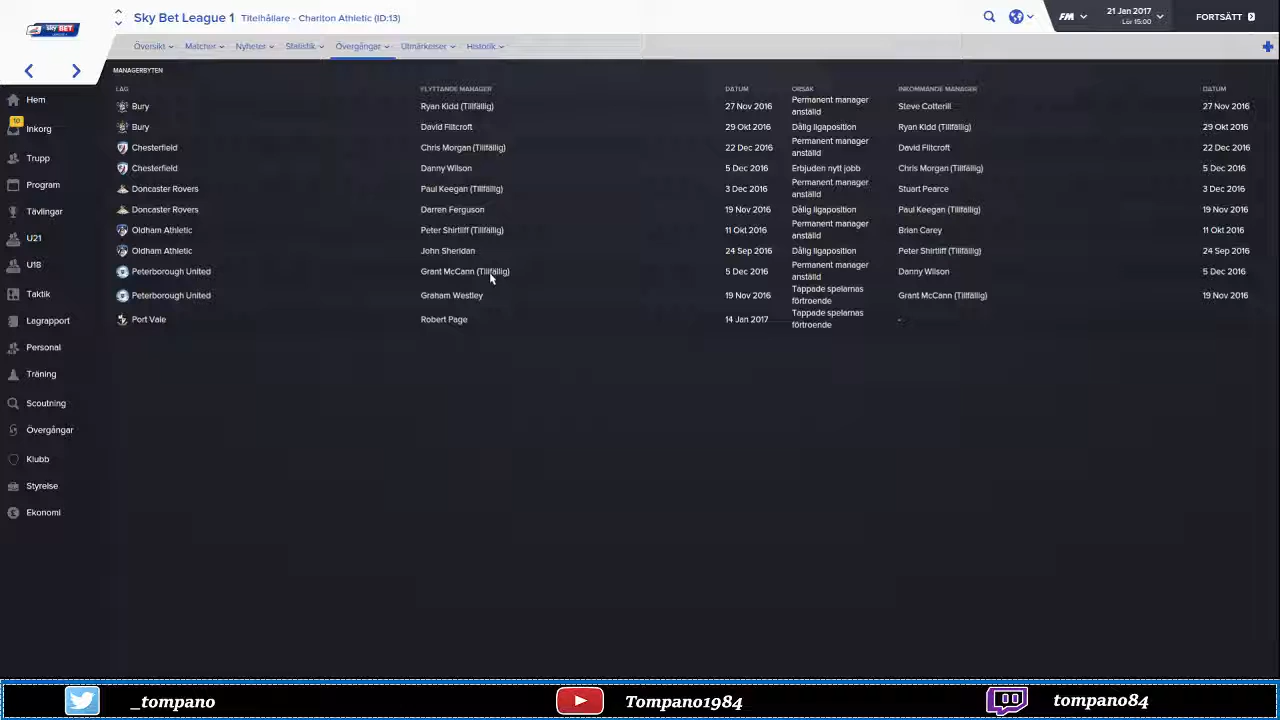 Sky Bet League 1 Titelhållare - Charlton Athletic (ID:13)
21 Jan 2017
Lör 15:00
FM
FORTSÄTT
Översikt Matcher Nyheter Statistik Övergångar Utmärkelser Historik
MANAGERBYTEN
LAG FLYTTANDE MANAGER DATUM ORSAK INKOMMANDE MANAGER DATUM
Bury Ryan Kidd (Tillfällig) 27 Nov 2016 Permanent manager anställd Steve Cotterill 27 Nov 2016
Bury David Flitcroft 29 Okt 2016 Dålig ligaposition Ryan Kidd (Tillfällig) 29 Okt 2016
Chesterfield Chris Morgan (Tillfällig) 22 Dec 2016 Permanent manager anställd David Flitcroft 22 Dec 2016
Chesterfield Danny Wilson 5 Dec 2016 Erbjuden nytt jobb Chris Morgan (Tillfällig) 5 Dec 2016
Doncaster Rovers Paul Keegan (Tillfällig) 3 Dec 2016 Permanent manager anställd Stuart Pearce 3 Dec 2016
Doncaster Rovers Darren Ferguson 19 Nov 2016 Dålig ligaposition Paul Keegan (Tillfällig) 19 Nov 2016
Oldham Athletic Peter Shirtliff (Tillfällig) 11 Okt 2016 Permanent manager anställd Brian Carey 11 Okt 2016
Oldham Athletic John Sheridan 24 Sep 2016 Dålig ligaposition Peter Shirtliff (Tillfällig) 24 Sep 2016
Peterborough United Grant McCann (Tillfällig) 5 Dec 2016 Permanent manager anställd Danny Wilson 5 Dec 2016
Peterborough United Graham Westley 19 Nov 2016 Tappade spelarnas förtroende Grant McCann (Tillfällig) 19 Nov 2016
Port Vale Robert Page 14 Jan 2017 Tappade spelarnas förtroende -
Hem
10
Inkorg
Trupp
Program
Tävlingar
U21
U18
Taktik
Lagrapport
Personal
Träning
Scoutning
Övergångar
Klubb
Styrelse
Ekonomi
_tompano Tompano1984 tompano84